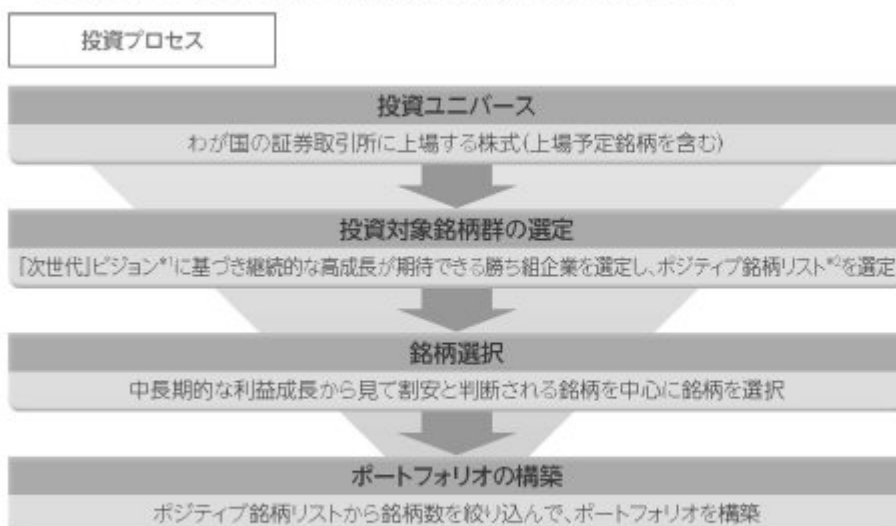 投資プロセス
投資ユニバース
わが国の証券取引所に上場する株式(上場予定銘柄を含む)
投資対象銘柄群の選定
「次世代」ビジョン*1に基づき継続的な高成長が期待できる勝ち組企業を選定し、ポジティブ銘柄リスト*2を選定
銘柄選択
中長期的な利益成長から見て割安と判断される銘柄を中心に銘柄を選択
ポートフォリオの構築
ポジティブ銘柄リストから銘柄数を絞り込んで、ポートフォリオを構築